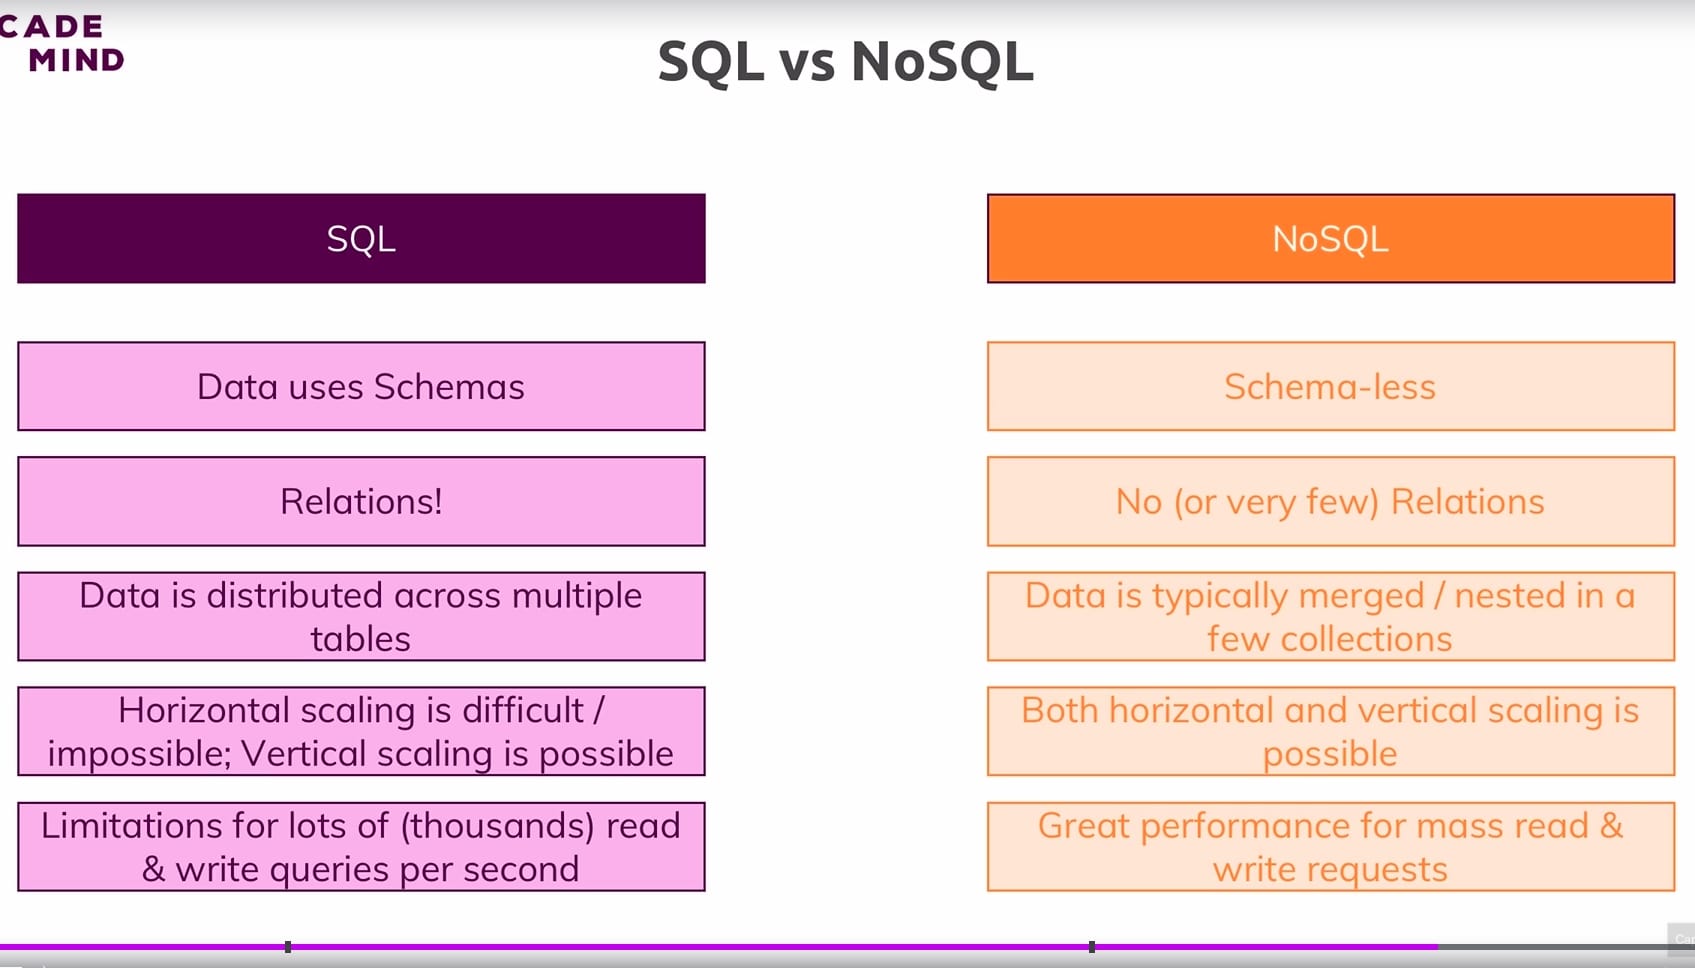 CADE
MIND
SQL vs NoSQL
SQL
NoSQL
Data uses Schemas
Schema-less
Relations!
No (or very few) Relations
Data is distributed across multiple
tables
Data is typically merged / nested in a
few collections
Horizontal scaling is difficult /
impossible; Vertical scaling is possible
Both horizontal and vertical scaling is
possible
Limitations for lots of (thousands) read
& write queries per second
Great performance for mass read &
write requests